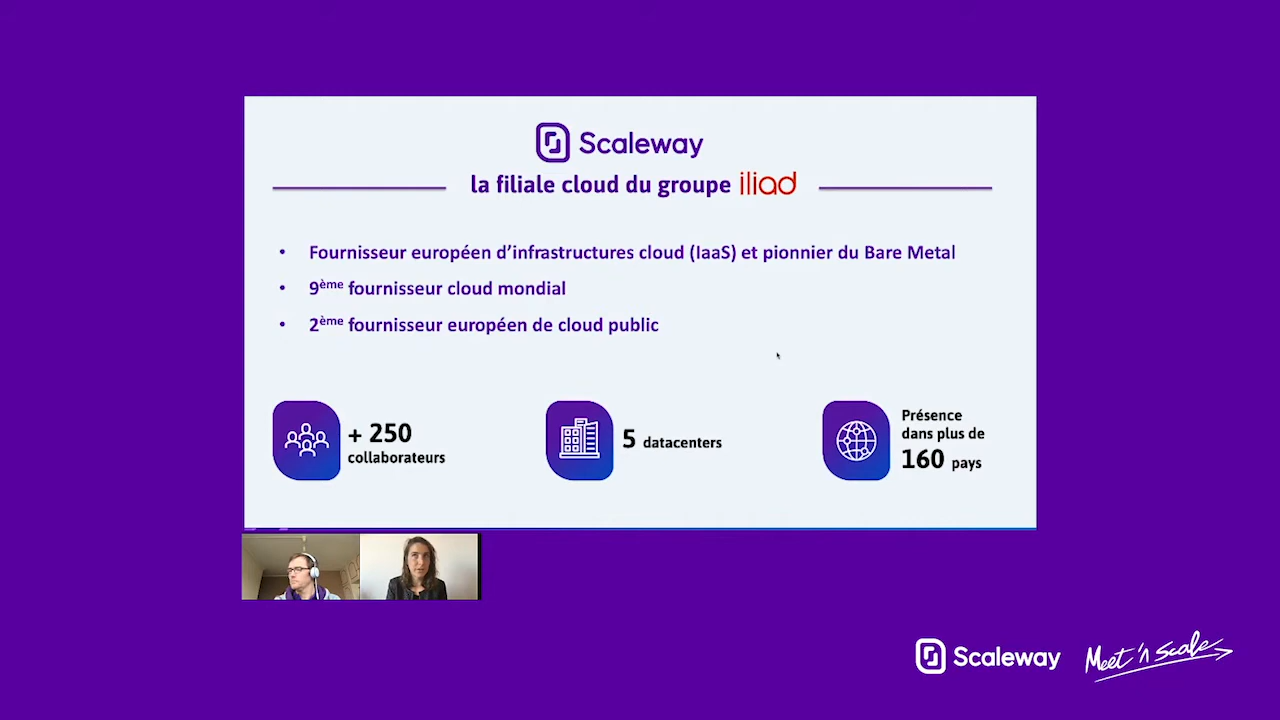 Scaleway
la filiale cloud du groupe iliad
• Fournisseur européen d’infrastructures cloud (IaaS) et pionnier du Bare Metal
• 9ème fournisseur cloud mondial
• 2ème fournisseur européen de cloud public
+ 250
collaborateurs
5 datacenters
Présence
dans plus de
160 pays
Scaleway
Meet 'n Scale